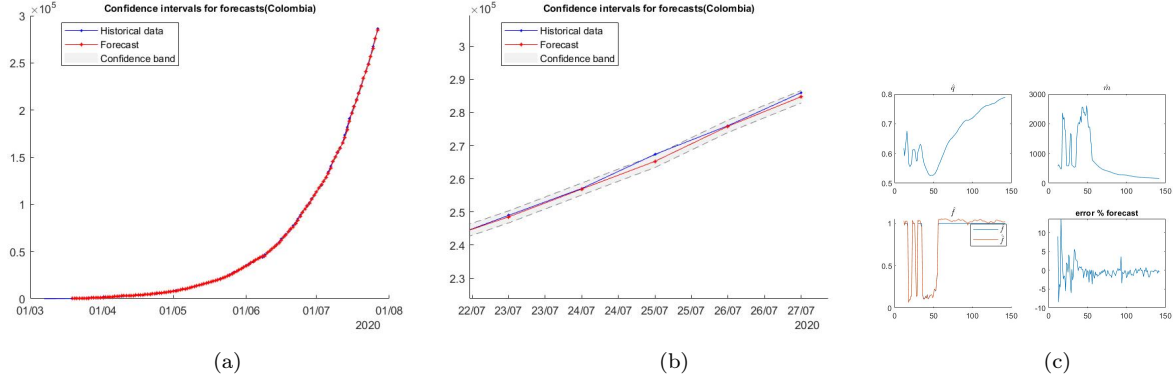 Confidence intervals for forecasts(Colombia)
×10⁵
Historical data
Forecast
Confidence band
3
2.5
2
1.5
1
0.5
0
01/03 01/04 01/05 01/06 01/07 01/08
2020
(a)
Confidence intervals for forecasts(Colombia)
×10⁵
Historical data
Forecast
Confidence band
3
2.9
2.8
2.7
2.6
2.5
2.4
2.3
22/07 23/07 23/07 24/07 24/07 25/07 25/07 26/07 26/07 27/07
2020
(b)
q̂
0.8
0.7
0.6
0.5
0 50 100 150
m̂
3000
2000
1000
0
0 50 100 150
f̂
1
0.5
0
0 50 100 150
f
f̂
error % forecast
10
5
0
-5
-10
0 50 100 150
(c)